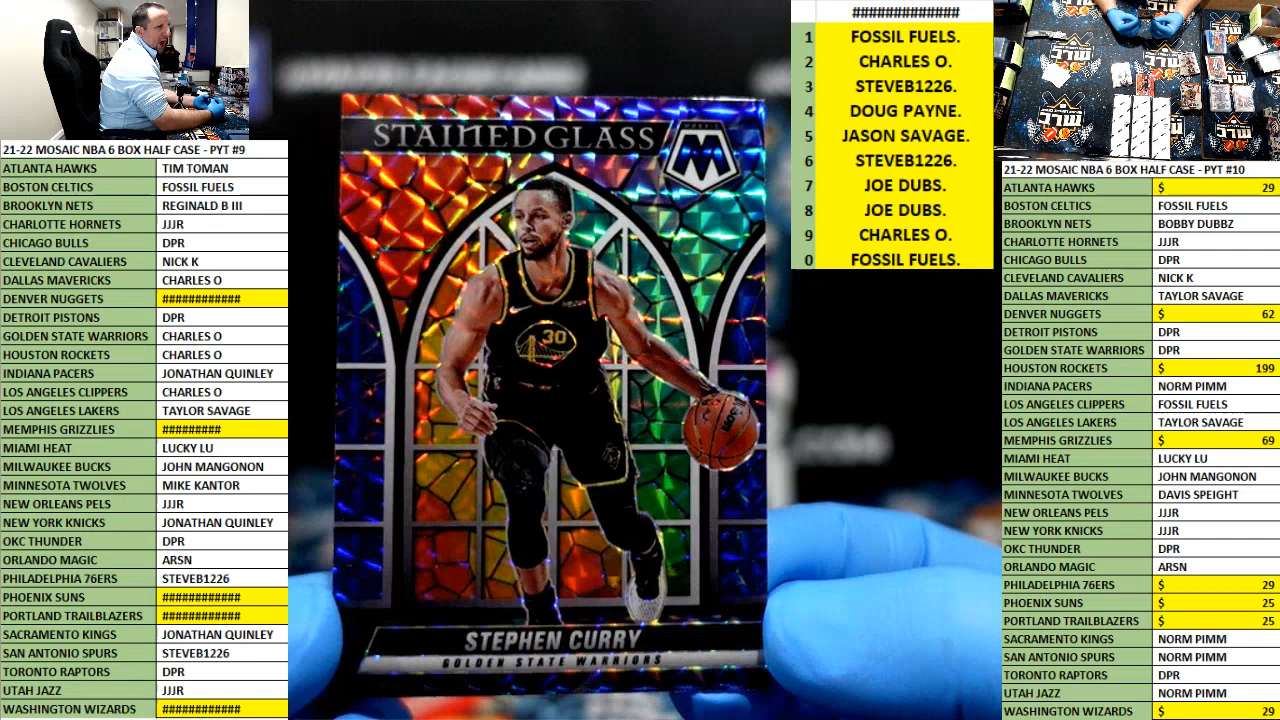 21-22 MOSAIC NBA 6 BOX HALF CASE - PYT #9
ATLANTA HAWKS TIM TOMAN
BOSTON CELTICS FOSSIL FUELS
BROOKLYN NETS REGINALD B III
CHARLOTTE HORNETS JJJR
CHICAGO BULLS DPR
CLEVELAND CAVALIERS NICK K
DALLAS MAVERICKS CHARLES O
DENVER NUGGETS ############
DETROIT PISTONS DPR
GOLDEN STATE WARRIORS CHARLES O
HOUSTON ROCKETS CHARLES O
INDIANA PACERS JONATHAN QUINLEY
LOS ANGELES CLIPPERS CHARLES O
LOS ANGELES LAKERS TAYLOR SAVAGE
MEMPHIS GRIZZLIES #########
MIAMI HEAT LUCKY LU
MILWAUKEE BUCKS JOHN MANGONON
MINNESOTA TWOLVES MIKE KANTOR
NEW ORLEANS PELS JJJR
NEW YORK KNICKS JONATHAN QUINLEY
OKC THUNDER DPR
ORLANDO MAGIC ARSN
PHILADELPHIA 76ERS STEVEB1226
PHOENIX SUNS ############
PORTLAND TRAILBLAZERS ############
SACRAMENTO KINGS JONATHAN QUINLEY
SAN ANTONIO SPURS STEVEB1226
TORONTO RAPTORS DPR
UTAH JAZZ JJJR
WASHINGTON WIZARDS ############
STAINED GLASS
MOSAIC
30
STEPHEN CURRY
GOLDEN STATE WARRIORS
#############
1 FOSSIL FUELS.
2 CHARLES O.
3 STEVEB1226.
4 DOUG PAYNE.
5 JASON SAVAGE.
6 STEVEB1226.
7 JOE DUBS.
8 JOE DUBS.
9 CHARLES O.
0 FOSSIL FUELS.
MLC
21-22 MOSAIC NBA 6 BOX HALF CASE - PYT #10
ATLANTA HAWKS $ 29
BOSTON CELTICS FOSSIL FUELS
BROOKLYN NETS BOBBY DUBBZ
CHARLOTTE HORNETS JJJR
CHICAGO BULLS DPR
CLEVELAND CAVALIERS NICK K
DALLAS MAVERICKS TAYLOR SAVAGE
DENVER NUGGETS $ 62
DETROIT PISTONS DPR
GOLDEN STATE WARRIORS DPR
HOUSTON ROCKETS $ 199
INDIANA PACERS NORM PIMM
LOS ANGELES CLIPPERS FOSSIL FUELS
LOS ANGELES LAKERS TAYLOR SAVAGE
MEMPHIS GRIZZLIES $ 69
MIAMI HEAT LUCKY LU
MILWAUKEE BUCKS JOHN MANGONON
MINNESOTA TWOLVES DAVIS SPEIGHT
NEW ORLEANS PELS JJJR
NEW YORK KNICKS JJJR
OKC THUNDER DPR
ORLANDO MAGIC ARSN
PHILADELPHIA 76ERS $ 29
PHOENIX SUNS $ 25
PORTLAND TRAILBLAZERS $ 25
SACRAMENTO KINGS NORM PIMM
SAN ANTONIO SPURS NORM PIMM
TORONTO RAPTORS DPR
UTAH JAZZ NORM PIMM
WASHINGTON WIZARDS $ 29